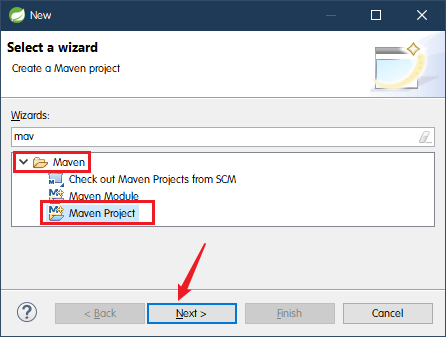 New
Select a wizard
Create a Maven project
Wizards:
mav
Maven
Check out Maven Projects from SCM
Maven Module
Maven Project
< Back
Next >
Finish
Cancel